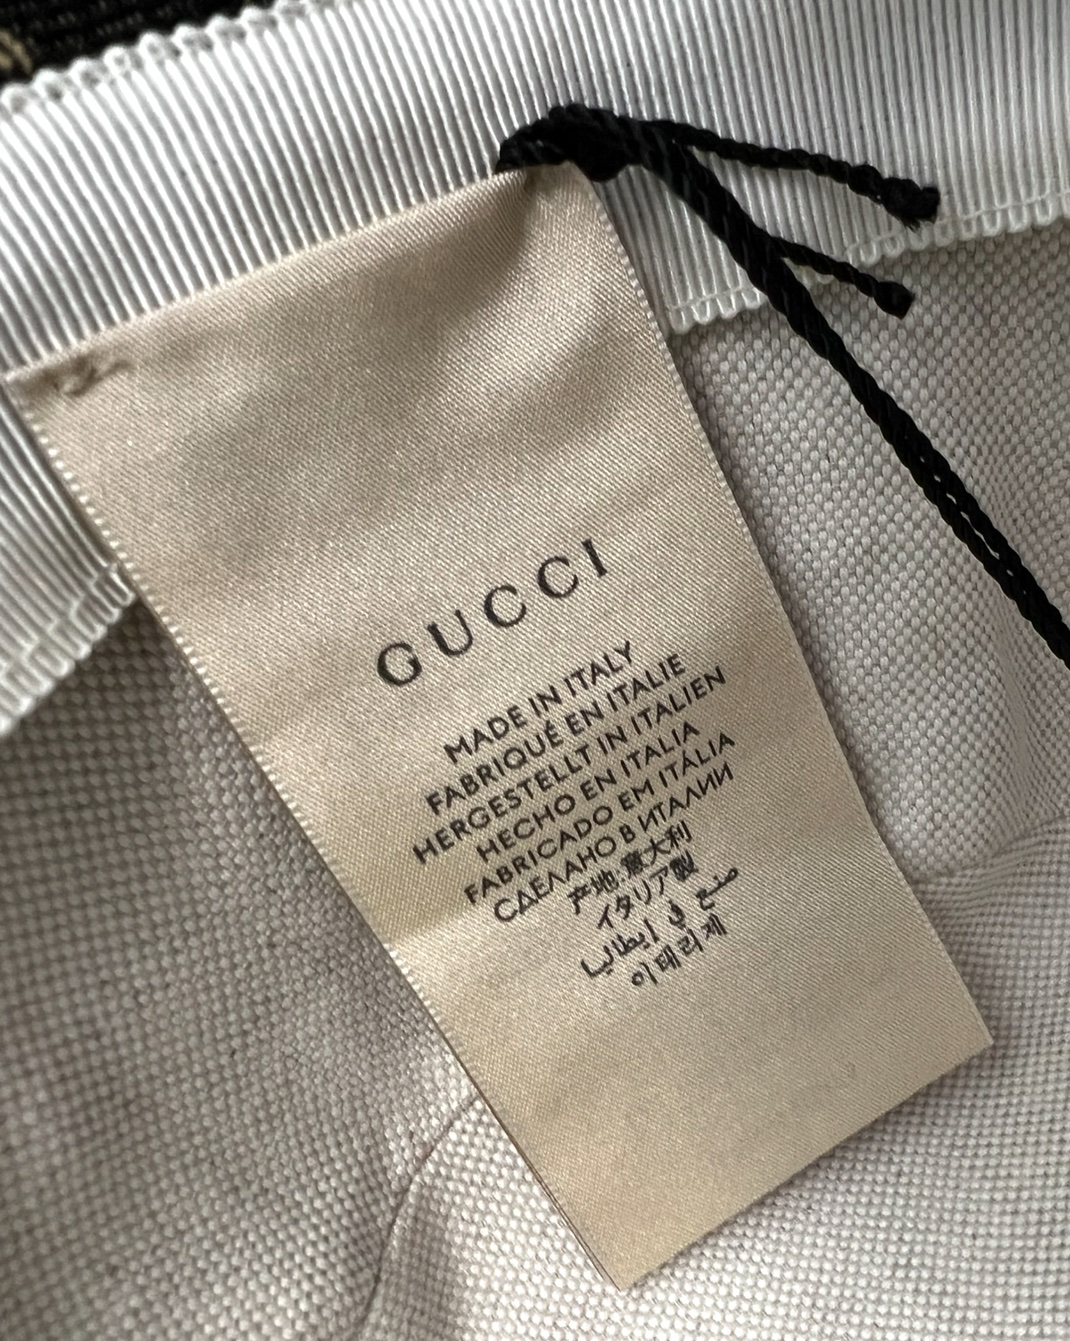 GUCCI
MADE IN ITALY
FABRIQUÉ EN ITALIE
HERGESTELLT IN ITALIEN
HECHO EN ITALIA
FABRICADO EM ITÁLIA
СДЕЛАНО В ИТАЛИИ
产地:意大利
イタリア製
صنع في إيطاليا
이태리제